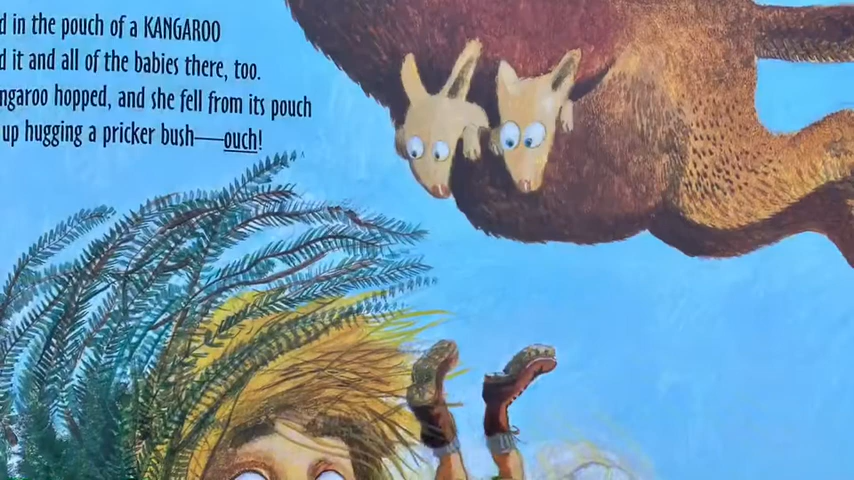 d in the pouch of a KANGAROO
d it and all of the babies there, too.
ngaroo hopped, and she fell from its pouch
up hugging a pricker bush—ouch!